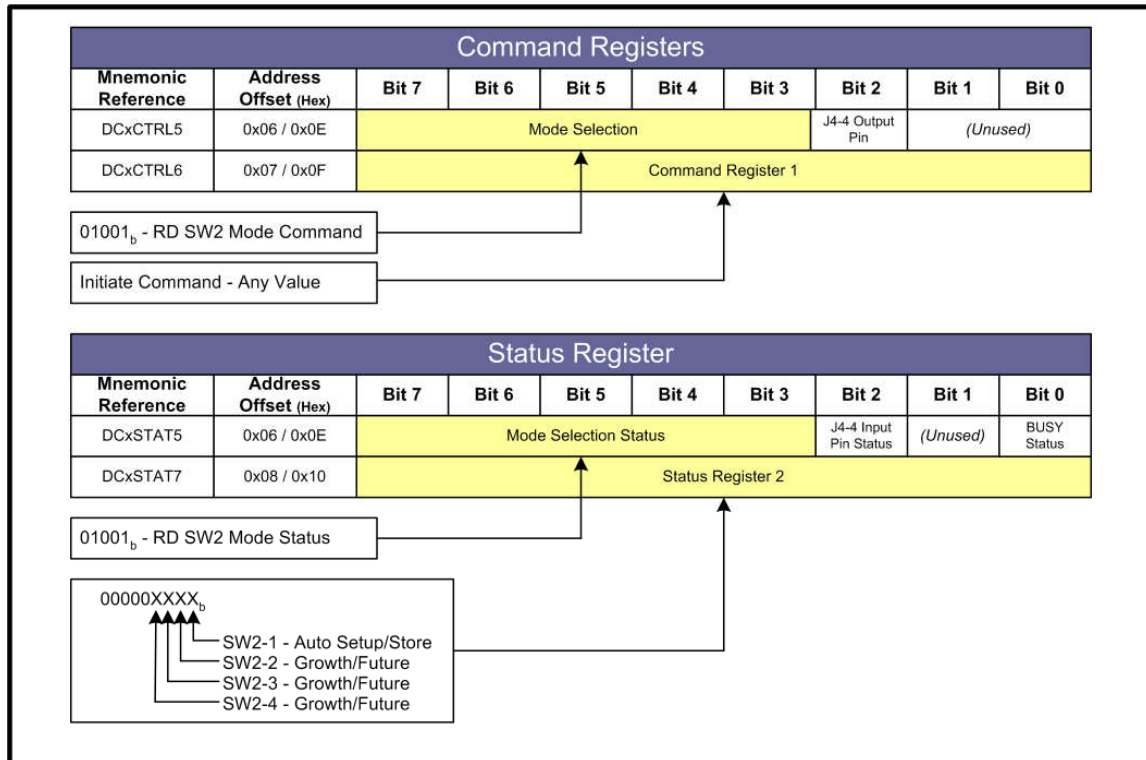 Command Registers
Mnemonic Reference Address Offset (Hex) Bit 7 Bit 6 Bit 5 Bit 4 Bit 3 Bit 2 Bit 1 Bit 0
DCxCTRL5 0x06 / 0x0E Mode Selection J4-4 Output Pin (Unused)
DCxCTRL6 0x07 / 0x0F Command Register 1
01001b - RD SW2 Mode Command
Initiate Command - Any Value
Status Register
Mnemonic Reference Address Offset (Hex) Bit 7 Bit 6 Bit 5 Bit 4 Bit 3 Bit 2 Bit 1 Bit 0
DCxSTAT5 0x06 / 0x0E Mode Selection Status J4-4 Input Pin Status (Unused) BUSY Status
DCxSTAT7 0x08 / 0x10 Status Register 2
01001b - RD SW2 Mode Status
00000XXXXb
SW2-1 - Auto Setup/Store
SW2-2 - Growth/Future
SW2-3 - Growth/Future
SW2-4 - Growth/Future